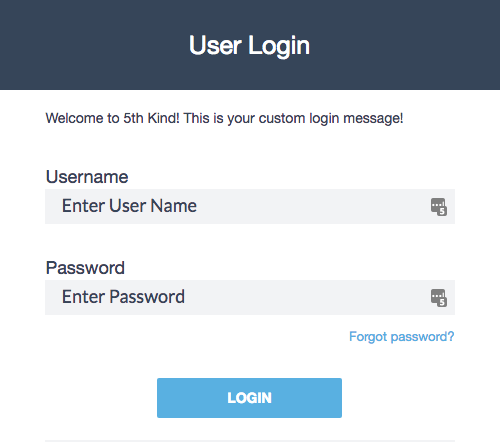 User Login
Welcome to 5th Kind! This is your custom login message!
Username
Enter User Name
Password
Enter Password
Forgot password?
LOGIN